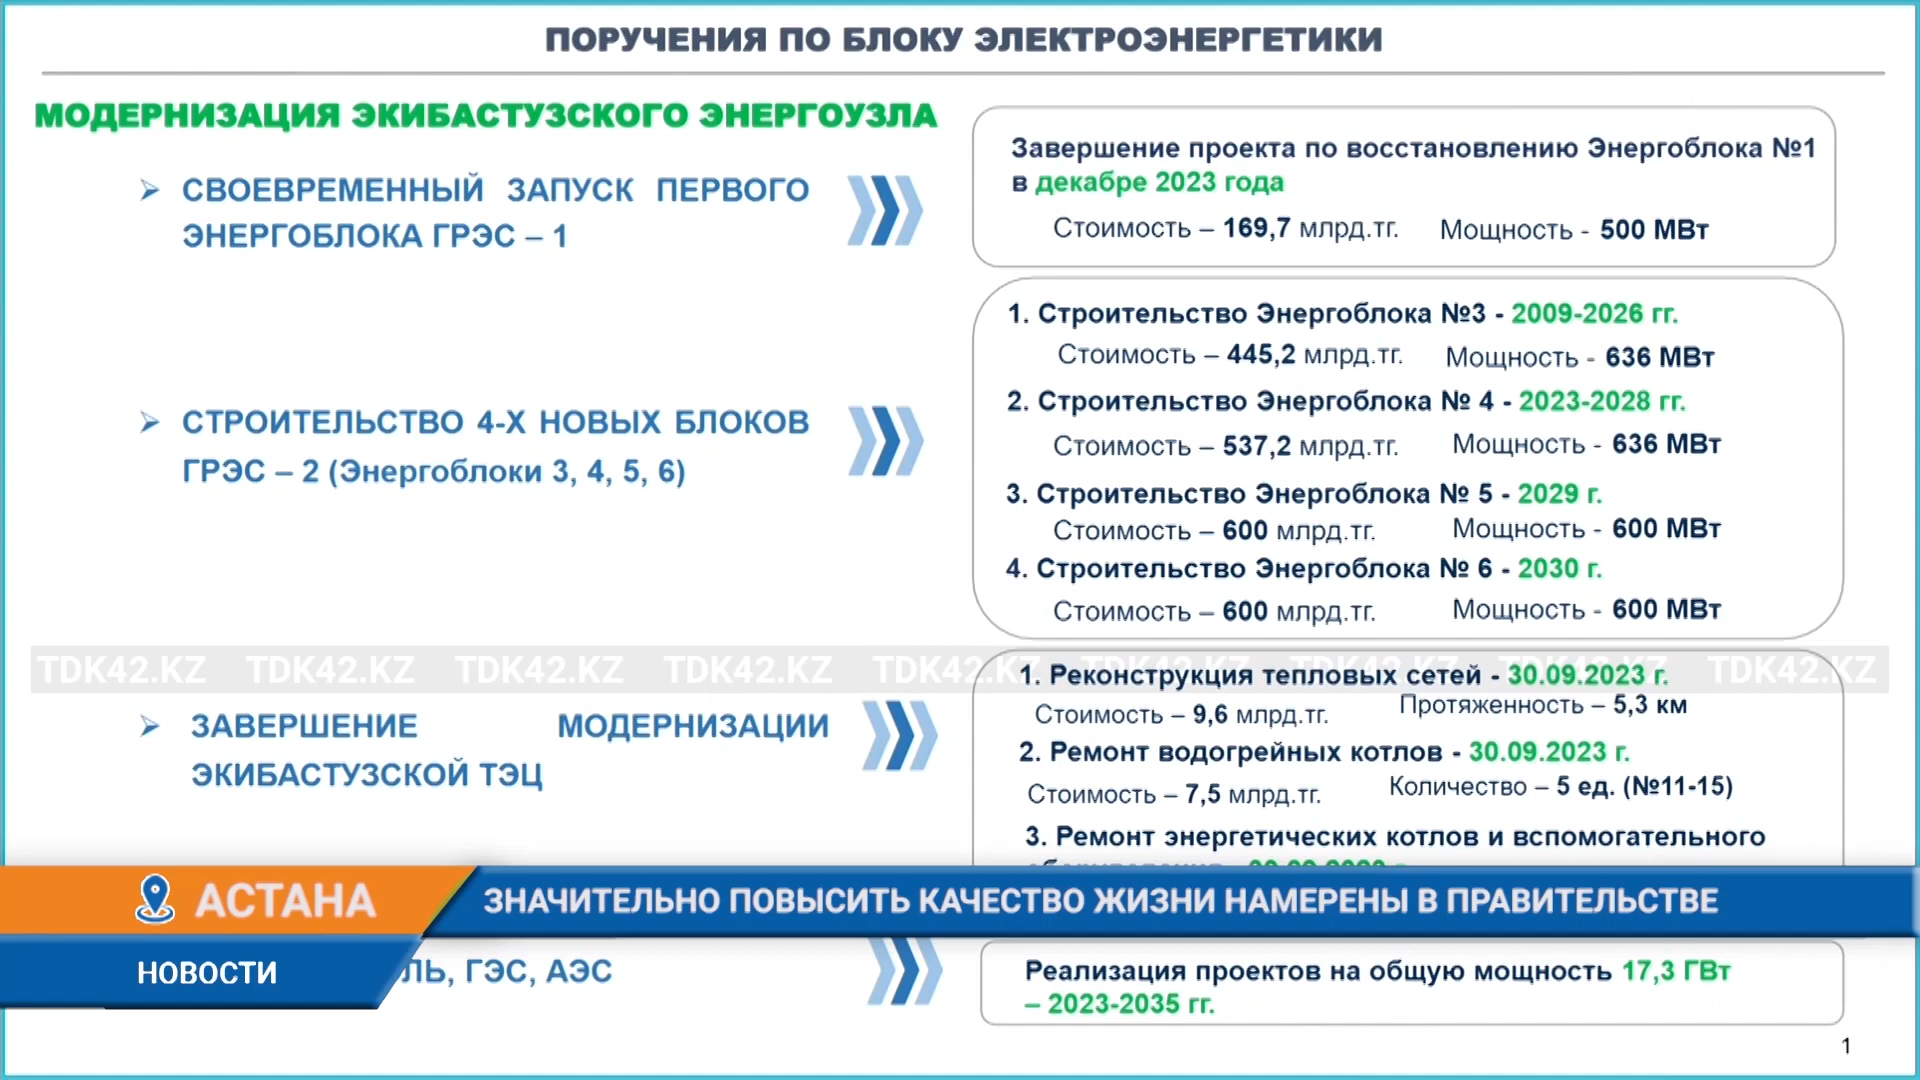 ПОРУЧЕНИЯ ПО БЛОКУ ЭЛЕКТРОЭНЕРГЕТИКИ
МОДЕРНИЗАЦИЯ ЭКИБАСТУЗСКОГО ЭНЕРГОУЗЛА
СВОЕВРЕМЕННЫЙ ЗАПУСК ПЕРВОГО
ЭНЕРГОБЛОКА ГРЭС – 1
Завершение проекта по восстановлению Энергоблока №1
в декабре 2023 года
Стоимость – 169,7 млрд.тг. Мощность - 500 МВт
СТРОИТЕЛЬСТВО 4-Х НОВЫХ БЛОКОВ
ГРЭС – 2 (Энергоблоки 3, 4, 5, 6)
1. Строительство Энергоблока №3 - 2009-2026 гг.
Стоимость – 445,2 млрд.тг. Мощность - 636 МВт
2. Строительство Энергоблока № 4 - 2023-2028 гг.
Стоимость – 537,2 млрд.тг. Мощность - 636 МВт
3. Строительство Энергоблока № 5 - 2029 г.
Стоимость – 600 млрд.тг. Мощность - 600 МВт
4. Строительство Энергоблока № 6 - 2030 г.
Стоимость – 600 млрд.тг. Мощность - 600 МВт
TDK42.KZ TDK42.KZ TDK42.KZ TDK42.KZ TDK42.KZ TDK42.KZ TDK42.KZ TDK42.KZ TDK42.KZ
ЗАВЕРШЕНИЕ МОДЕРНИЗАЦИИ
ЭКИБАСТУЗСКОЙ ТЭЦ
1. Реконструкция тепловых сетей - 30.09.2023 г.
Стоимость – 9,6 млрд.тг. Протяженность – 5,3 км
2. Ремонт водогрейных котлов - 30.09.2023 г.
Стоимость – 7,5 млрд.тг. Количество – 5 ед. (№11-15)
3. Ремонт энергетических котлов и вспомогательного
АСТАНА
ЗНАЧИТЕЛЬНО ПОВЫСИТЬ КАЧЕСТВО ЖИЗНИ НАМЕРЕНЫ В ПРАВИТЕЛЬСТВЕ
НОВОСТИ
ЛЬ, ГЭС, АЭС
Реализация проектов на общую мощность 17,3 ГВт
– 2023-2035 гг.
1